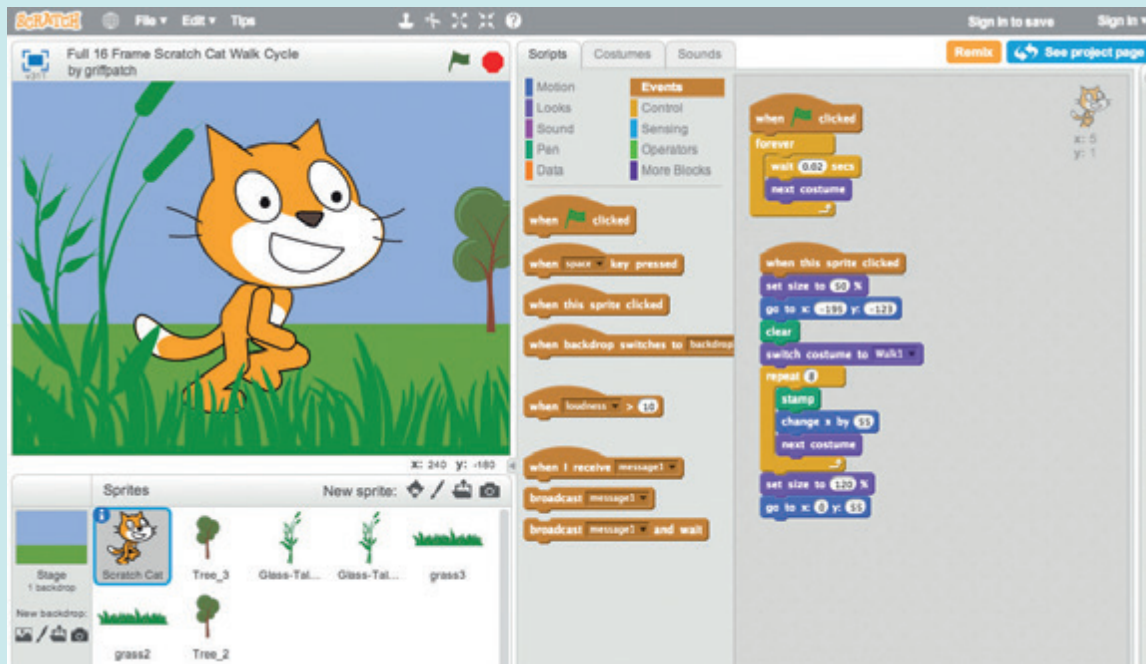 SCRATCH File Edit Tips Sign in to save Sign in
Full 16 Frame Scratch Cat Walk Cycle
by griffpatch
Scripts Costumes Sounds
Remix See project page
Motion Events
Looks Control
Sound Sensing
Pen Operators
Data More Blocks
when clicked
when space key pressed
when this sprite clicked
when backdrop switches to backdrop
when loudness > 10
when I receive message1
broadcast message1
broadcast message1 and wait
when clicked
forever
wait 0.02 secs
next costume
x: 5
y: 1
when this sprite clicked
set size to 50 %
go to x: -195 y: -123
clear
switch costume to Walk1
repeat 8
stamp
change x by 55
next costume
set size to 120 %
go to x: 0 y: 55
x: 240 y: -180
Sprites New sprite:
Stage
1 backdrop
New backdrop:
Scratch Cat
Tree_3
Glass-Tal...
Glass-Tal...
grass3
grass2
Tree_2